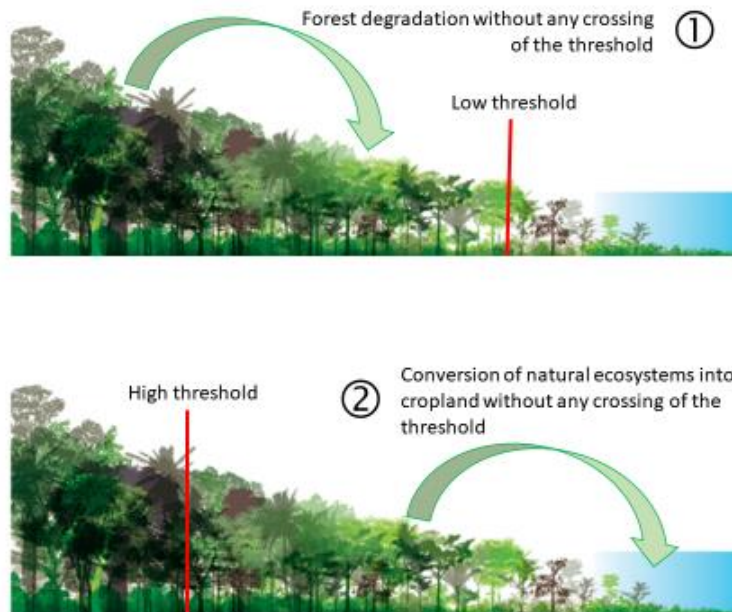 Forest degradation without any crossing
of the threshold
①
Low threshold
High threshold
②
Conversion of natural ecosystems into
cropland without any crossing of the
threshold